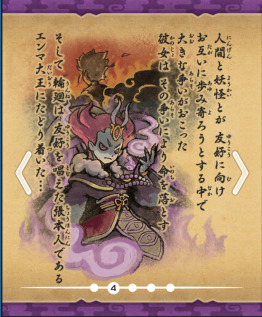 人間と妖怪とが 友好に向け
お互いに歩み寄ろうとする中で
大きな争いがおこった
彼女は その争いにより命を落とす
そして 輪廻は 友好を唱えた張本人である
エンマ大王にたどり着いた…
4